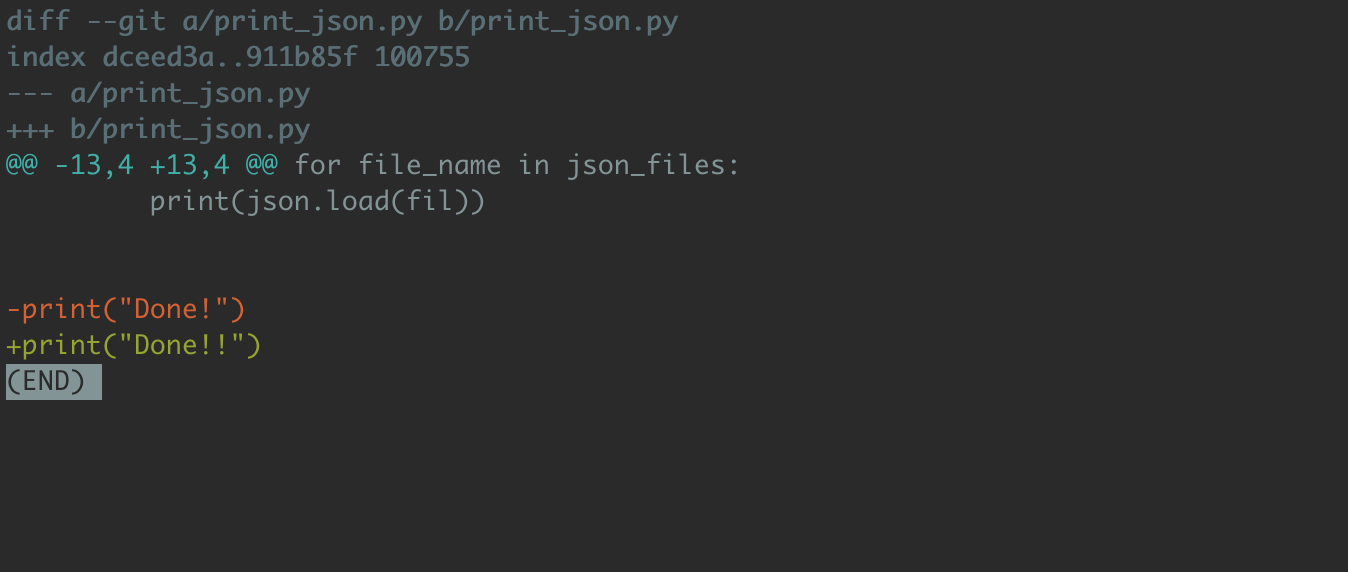 diff --git a/print_json.py b/print_json.py
index dceed3a..911b85f 100755
--- a/print_json.py
+++ b/print_json.py
@@ -13,4 +13,4 @@ for file_name in json_files:
         print(json.load(fil))
-print("Done!")
+print("Done!!")
(END)